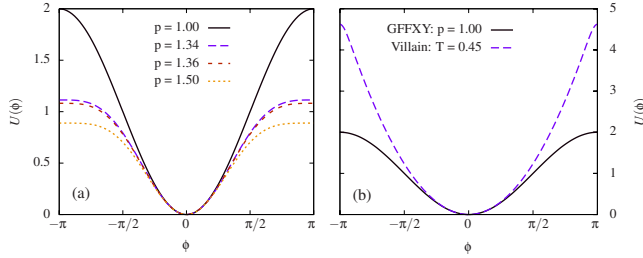 2
1.5
1
0.5
0
U(ϕ)
p = 1.00
p = 1.34
p = 1.36
p = 1.50
(a)
−π
−π/2
0
π/2
π
ϕ
GFFXY: p = 1.00
Villain: T = 0.45
(b)
−π
−π/2
0
π/2
π
ϕ
5
4
3
2
1
0
U(ϕ)